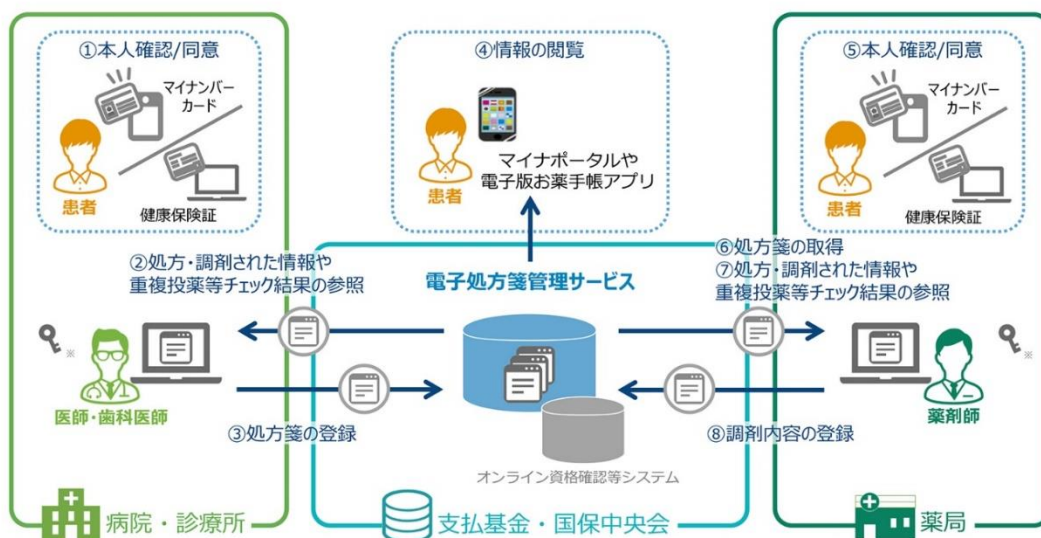 ①本人確認/同意
マイナンバー
カード
患者
健康保険証
②処方・調剤された情報や
重複投薬等チェック結果の参照
※
医師・歯科医師
③処方箋の登録
病院・診療所
④情報の閲覧
患者
マイナポータルや
電子版お薬手帳アプリ
電子処方箋管理サービス
オンライン資格確認等システム
支払基金・国保中央会
⑤本人確認/同意
マイナンバー
カード
患者
健康保険証
⑥処方箋の取得
⑦処方・調剤された情報や
重複投薬等チェック結果の参照
※
薬剤師
⑧調剤内容の登録
薬局